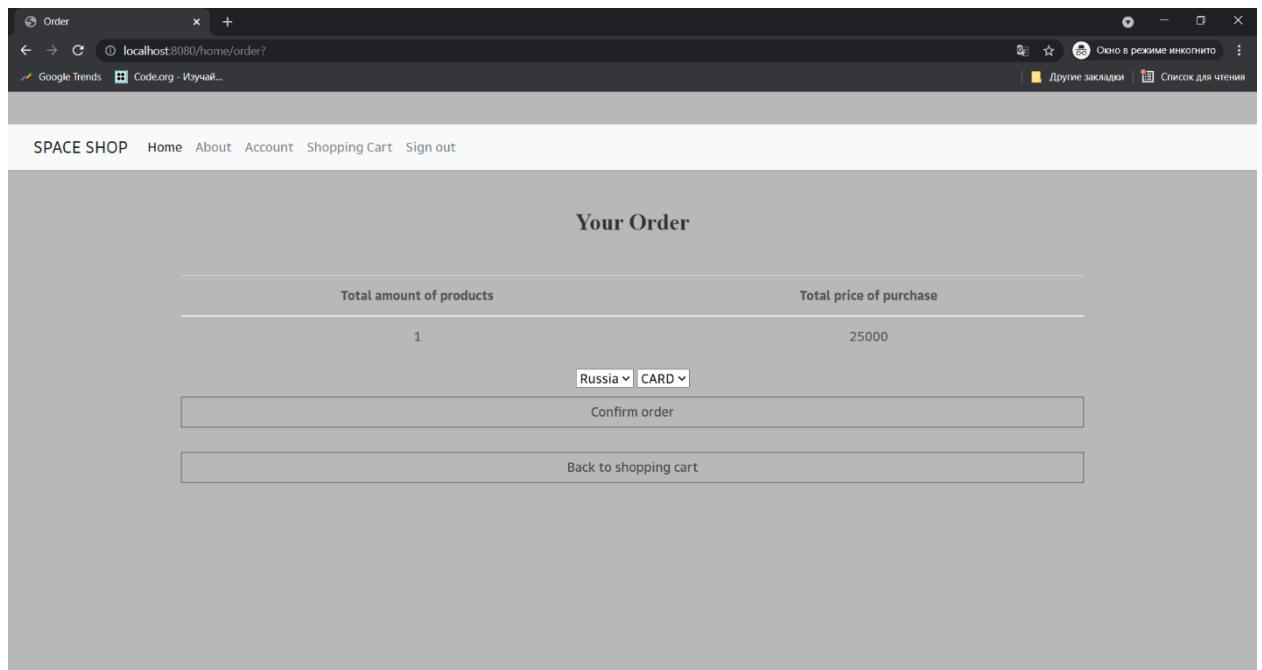 Order
localhost:8080/home/order?
Окно в режиме инкогнито
Google Trends Code.org - Изучай...
Другие закладки Список для чтения
SPACE SHOP Home About Account Shopping Cart Sign out
Your Order
Total amount of products Total price of purchase
1 25000
Russia CARD
Confirm order
Back to shopping cart